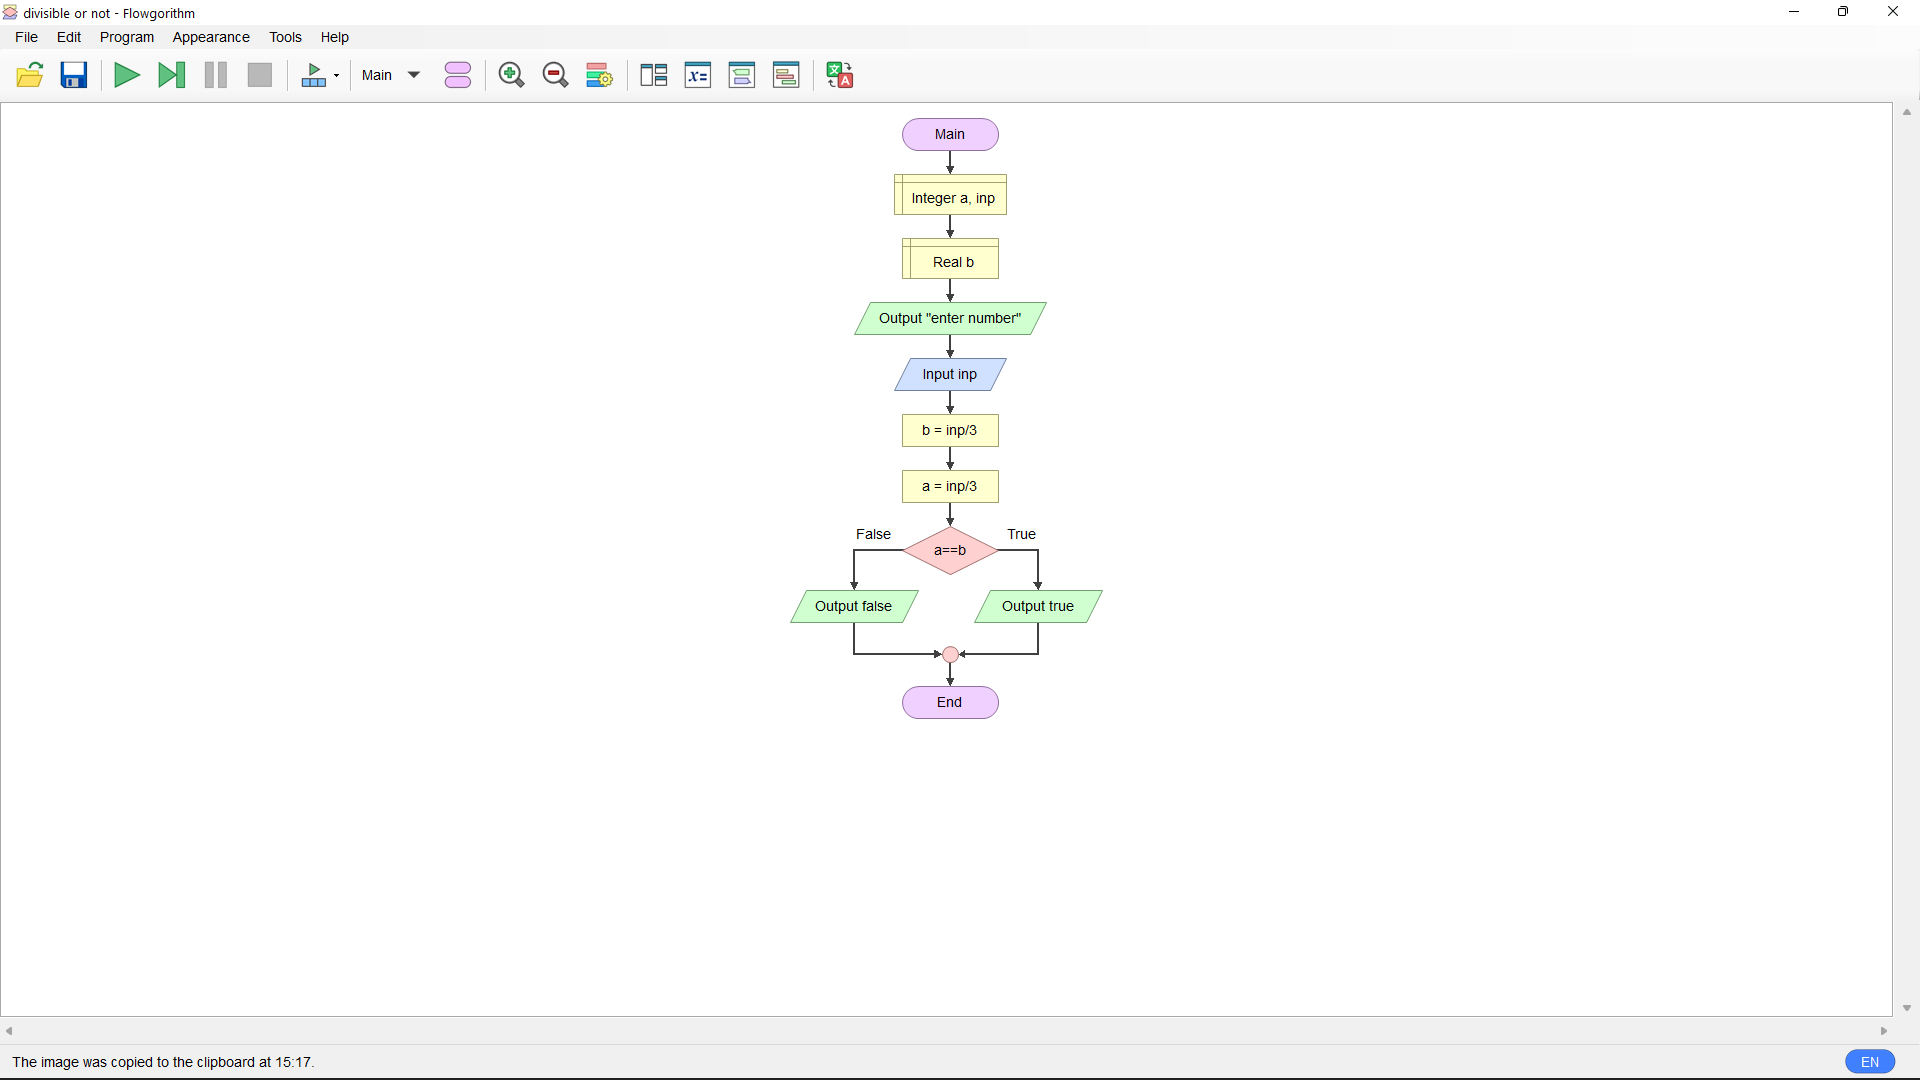 divisible or not - Flowgorithm
File Edit Program Appearance Tools Help
Main
x=
文
A
Main
Integer a, inp
Real b
Output "enter number"
Input inp
b = inp/3
a = inp/3
False
True
a==b
Output false
Output true
End
The image was copied to the clipboard at 15:17.
EN